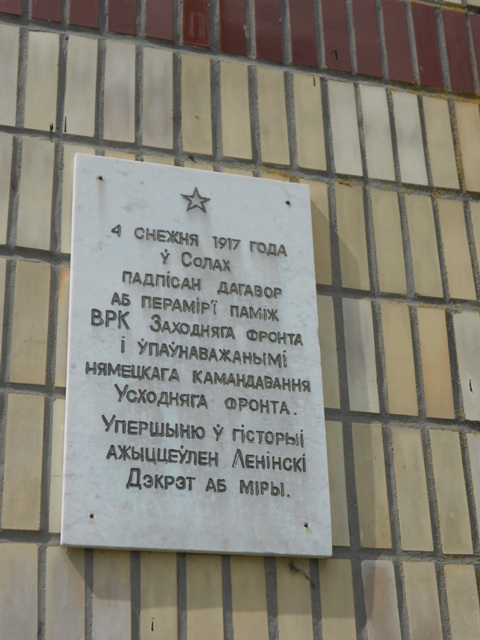 4 СНЕЖНЯ 1917 ГОДА
Ў СОЛАХ
ПАДПІСАН ДАГАВОР
АБ ПЕРАМІР'Ї ПАМІЖ
ВРК ЗАХОДНЯГА ФРОНТА
І ЎПАЎНАВАЖАНЫМІ
НЯМЕЦКАГА КАМАНДАВАННЯ
УСХОДНЯГА ФРОНТА.
УПЕРШЫНЮ Ў ГІСТОРЫІ
АЖЫЦЦЕЎЛЕН ЛЕНІНСКІ
ДЭКРЭТ АБ МІРЫ.